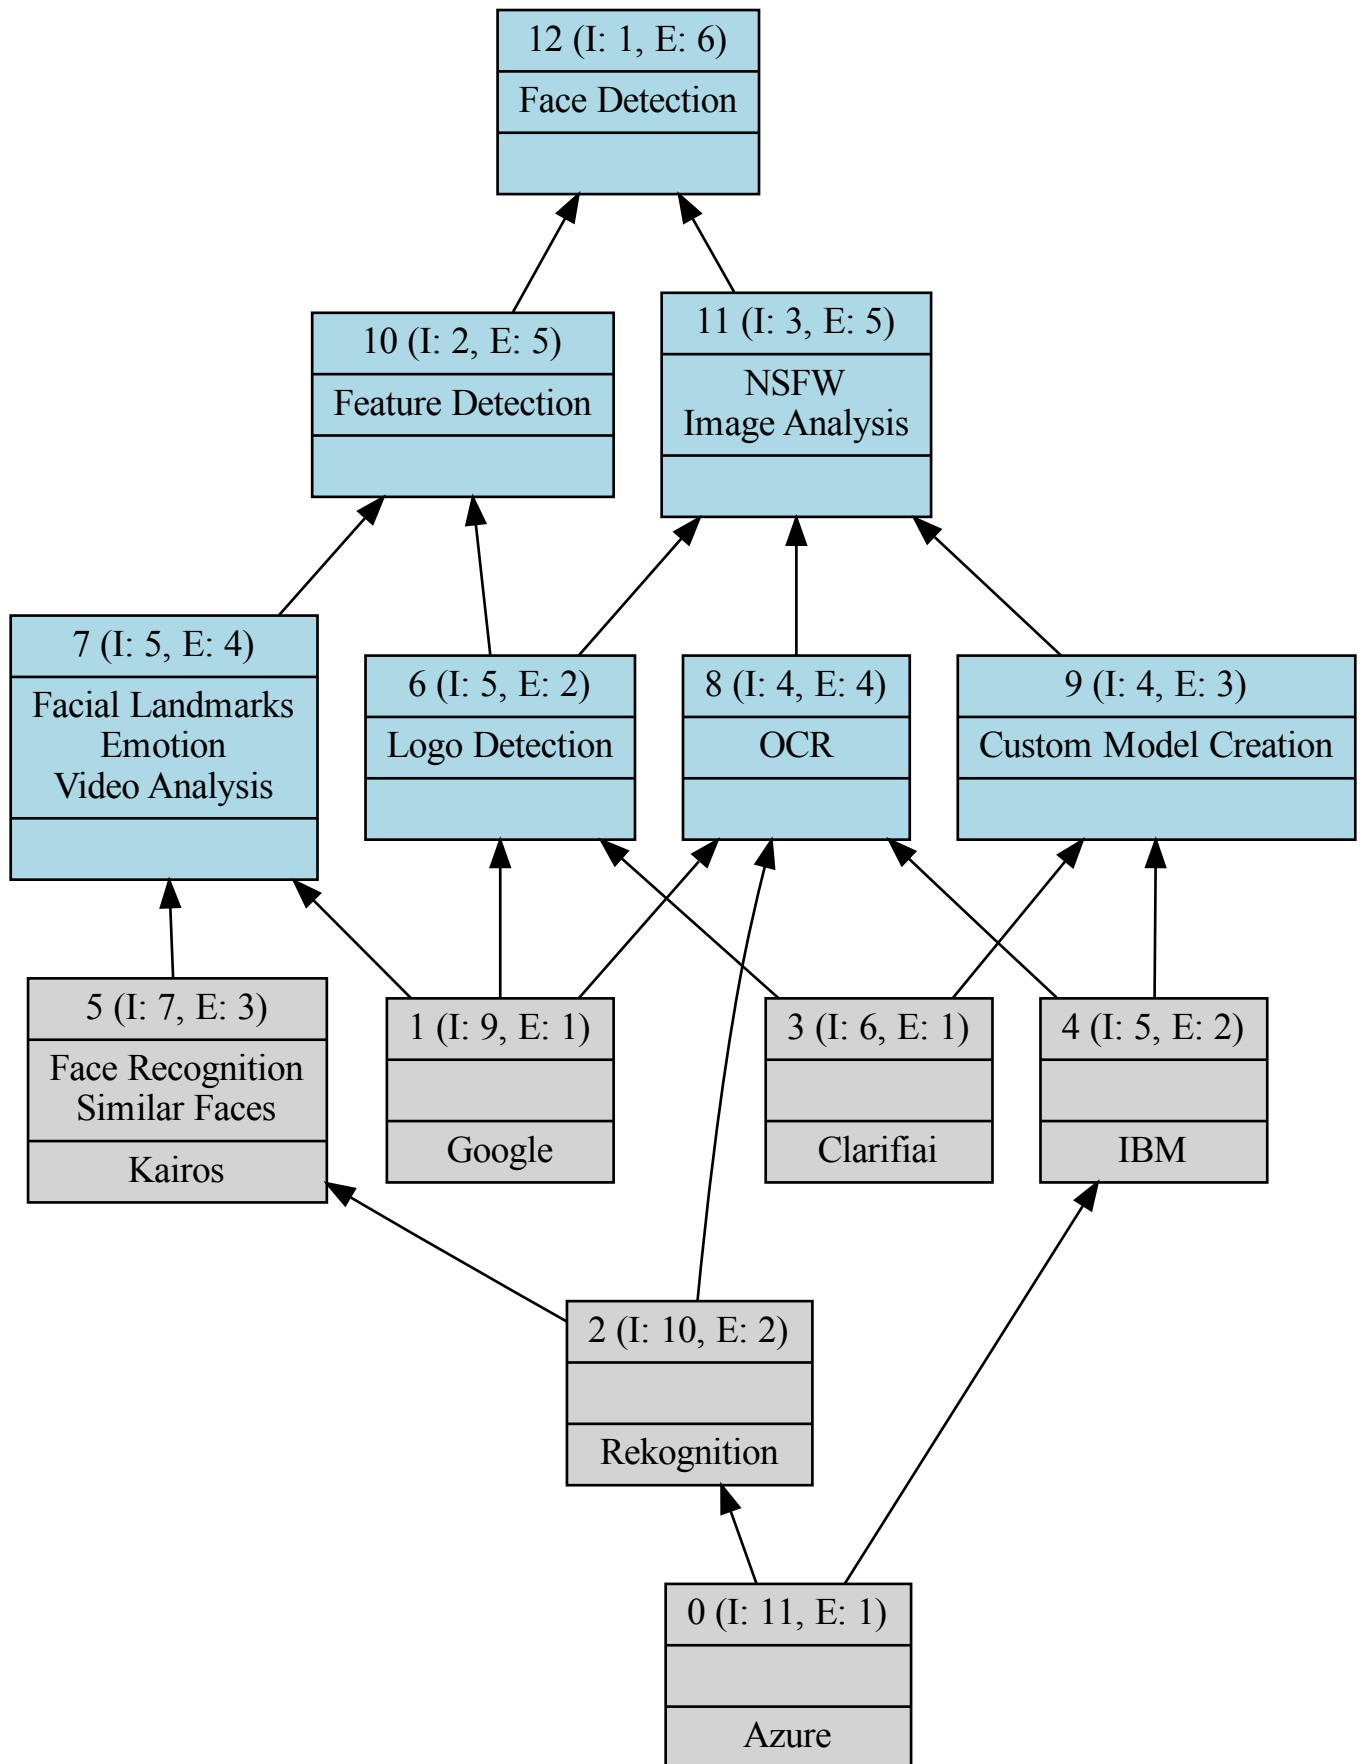 12 (I: 1, E: 6)
Face Detection
10 (I: 2, E: 5)
Feature Detection
11 (I: 3, E: 5)
NSFW
Image Analysis
7 (I: 5, E: 4)
Facial Landmarks
Emotion
Video Analysis
6 (I: 5, E: 2)
Logo Detection
8 (I: 4, E: 4)
OCR
9 (I: 4, E: 3)
Custom Model Creation
5 (I: 7, E: 3)
Face Recognition
Similar Faces
Kairos
1 (I: 9, E: 1)
Google
3 (I: 6, E: 1)
Clarifiai
4 (I: 5, E: 2)
IBM
2 (I: 10, E: 2)
Rekognition
0 (I: 11, E: 1)
Azure